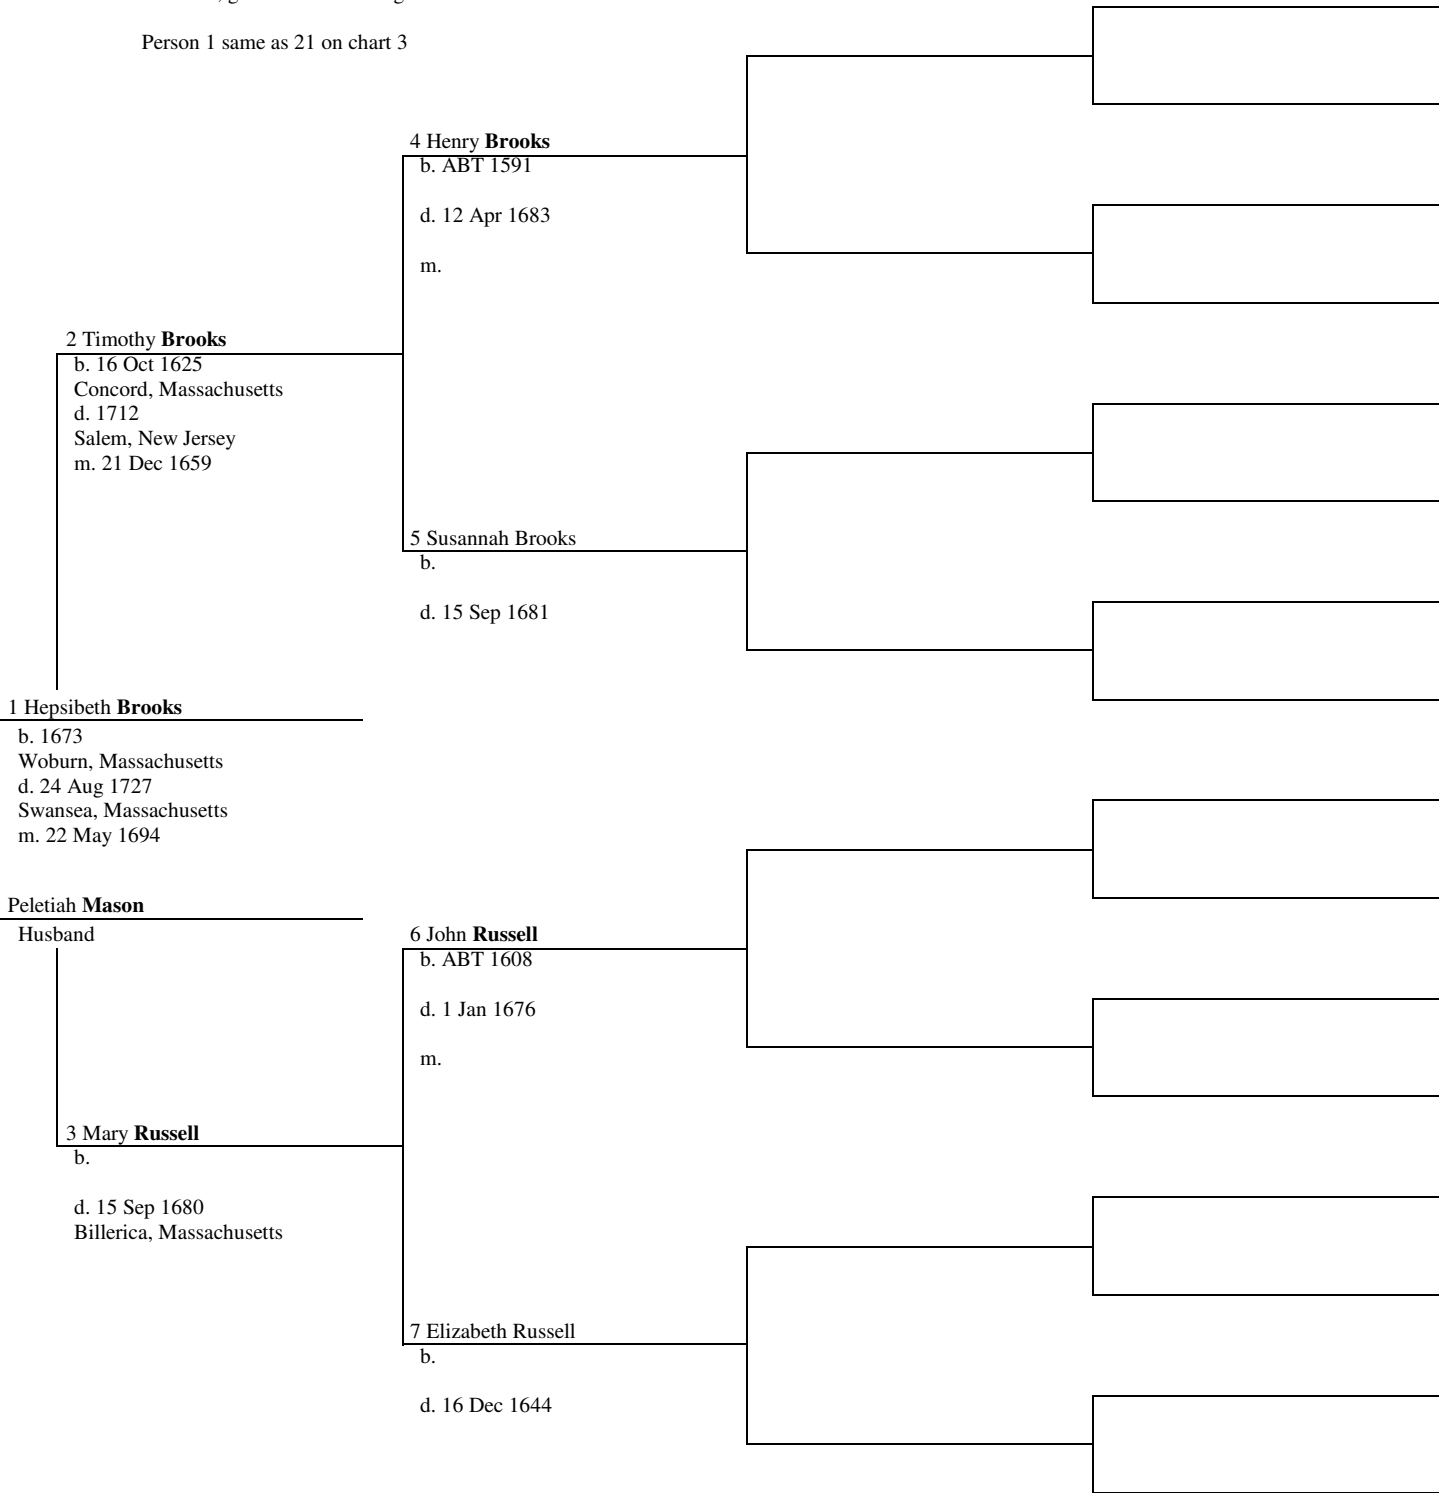 Person 1 same as 21 on chart 3
4 Henry Brooks
b. ABT 1591
d. 12 Apr 1683
m.
2 Timothy Brooks
b. 16 Oct 1625
Concord, Massachusetts
d. 1712
Salem, New Jersey
m. 21 Dec 1659
5 Susannah Brooks
b.
d. 15 Sep 1681
1 Hepsibeth Brooks
b. 1673
Woburn, Massachusetts
d. 24 Aug 1727
Swansea, Massachusetts
m. 22 May 1694
Peletiah Mason
Husband
6 John Russell
b. ABT 1608
d. 1 Jan 1676
m.
3 Mary Russell
b.
d. 15 Sep 1680
Billerica, Massachusetts
7 Elizabeth Russell
b.
d. 16 Dec 1644